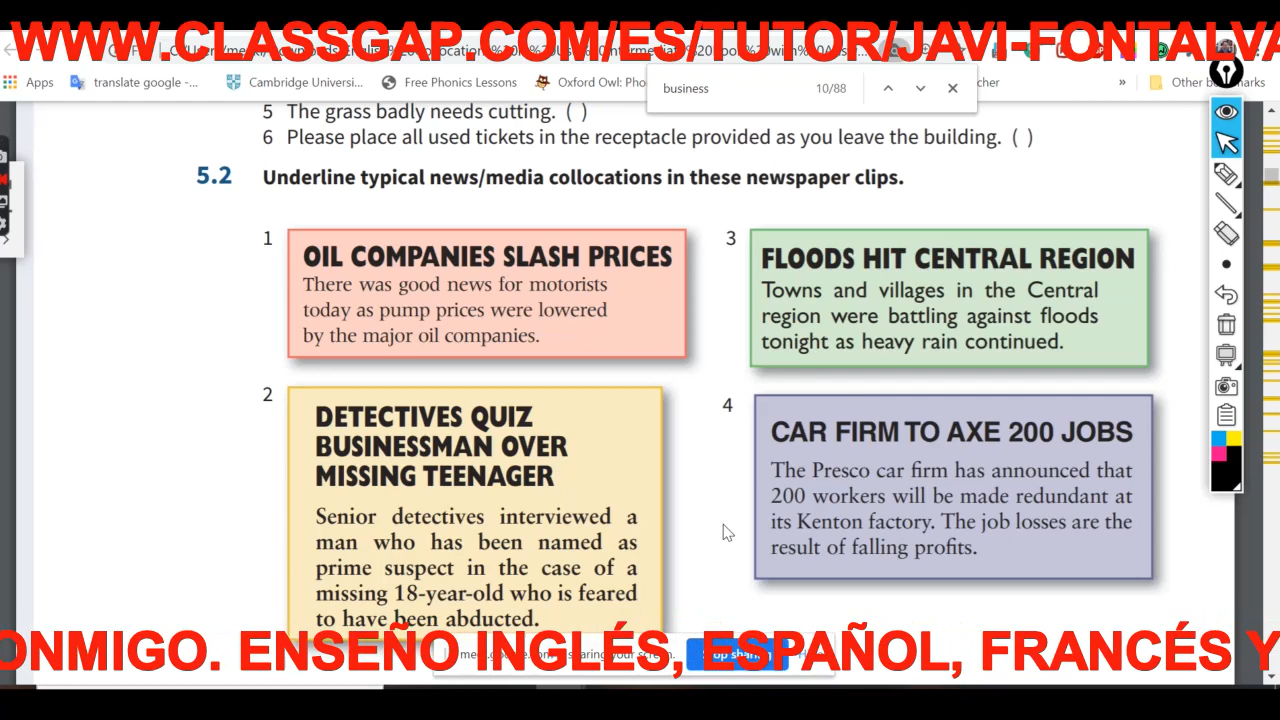 WWW.CLASSGAP.COM/ES/TUTOR/JAVI-FONTALVA
Apps translate google -... Cambridge Universi... Free Phonics Lessons Oxford Owl: Pho Other bookmarks
business 10/88
5 The grass badly needs cutting. ( )
6 Please place all used tickets in the receptacle provided as you leave the building. ( )
5.2 Underline typical news/media collocations in these newspaper clips.
1
OIL COMPANIES SLASH PRICES
There was good news for motorists
today as pump prices were lowered
by the major oil companies.
2
DETECTIVES QUIZ
BUSINESSMAN OVER
MISSING TEENAGER
Senior detectives interviewed a
man who has been named as
prime suspect in the case of a
missing 18-year-old who is feared
to have been abducted.
3
FLOODS HIT CENTRAL REGION
Towns and villages in the Central
region were battling against floods
tonight as heavy rain continued.
4
CAR FIRM TO AXE 200 JOBS
The Presco car firm has announced that
200 workers will be made redundant at
its Kenton factory. The job losses are the
result of falling profits.
ONMIGO. ENSEÑO INGLÉS, ESPAÑOL, FRANCÉS Y
sharing your screen. Stop sharing